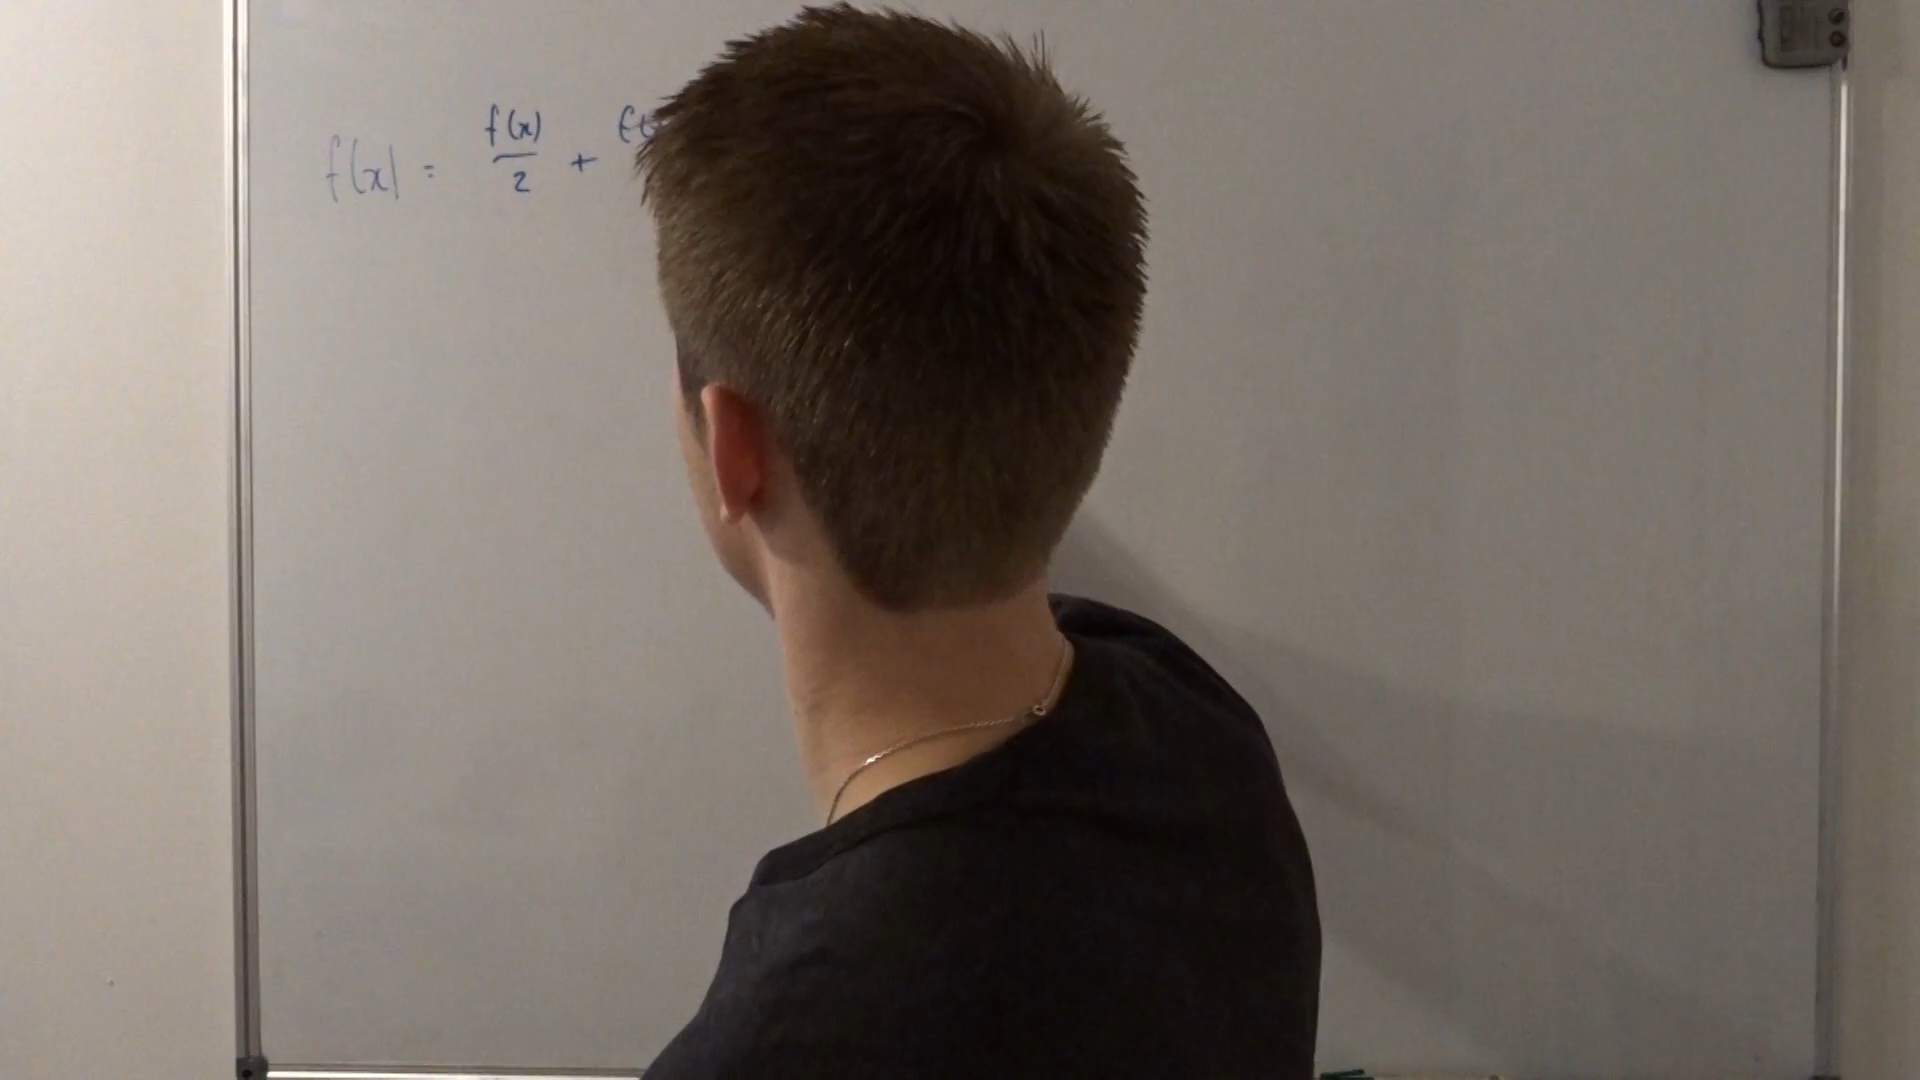 f(x) = f(x)/2 + f(